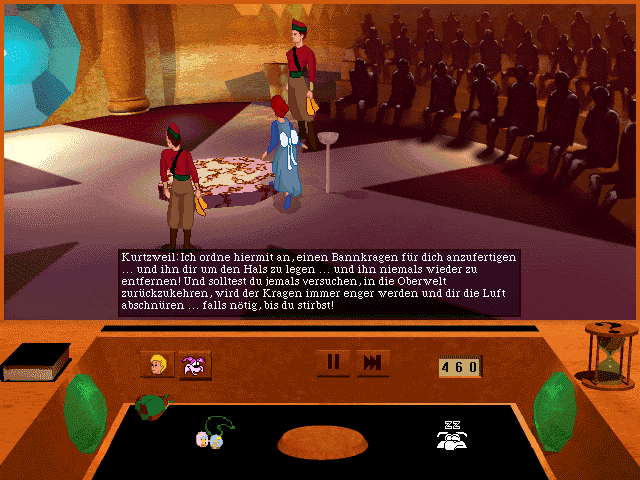 Kurtzweil: Ich ordne hiermit an, einen Bannkragen für dich anzufertigen
... und ihn dir um den Hals zu legen ... und ihn niemals wieder zu
entfernen! Und solltest du jemals versuchen, in die Oberwelt
zurückzukehren, wird der Kragen immer enger werden und dir die Luft
abschnüren ... falls nötig, bis du stirbst!
460
?
ZZ